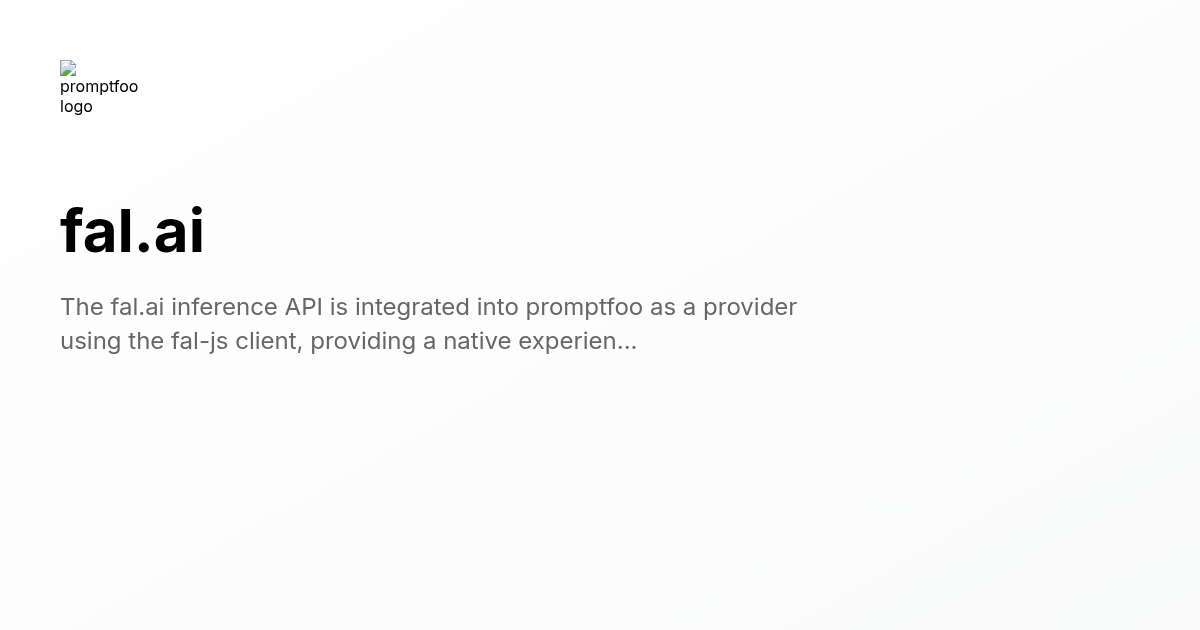 promptfoo
logo
fal.ai
The fal.ai inference API is integrated into promptfoo as a provider
using the fal-js client, providing a native experien...